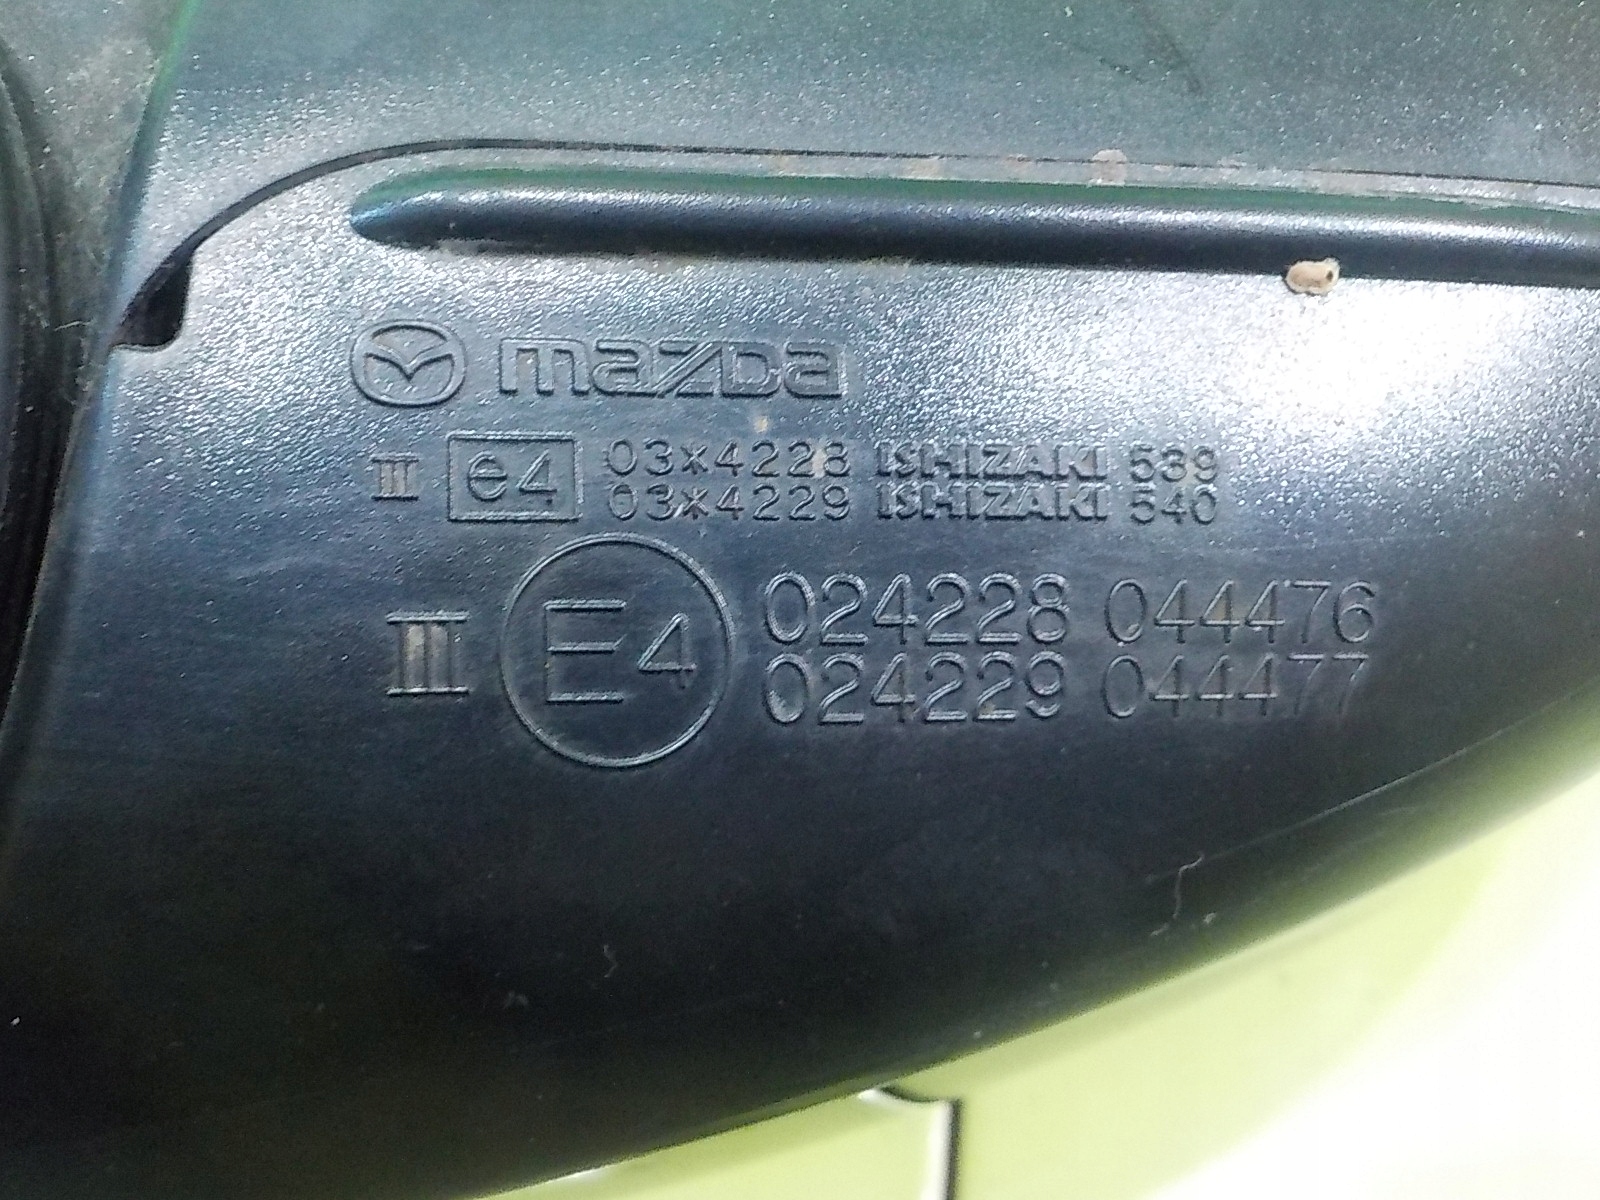 mazda
III e4 03*4228 ISHIZAKI 539
03*4229 ISHIZAKI 540
III E4 024228 044476
024229 044477